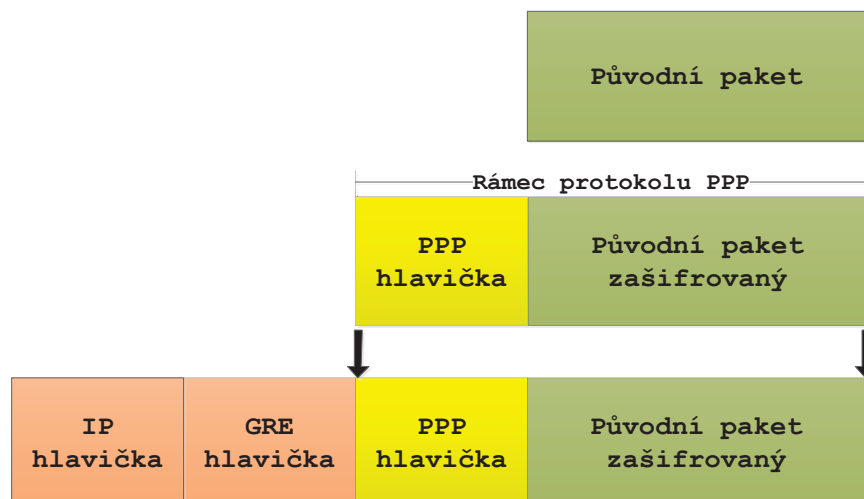 Původní paket
Rámec protokolu PPP
PPP
hlavička
Původní paket
zašifrovaný
IP
hlavička
GRE
hlavička
PPP
hlavička
Původní paket
zašifrovaný